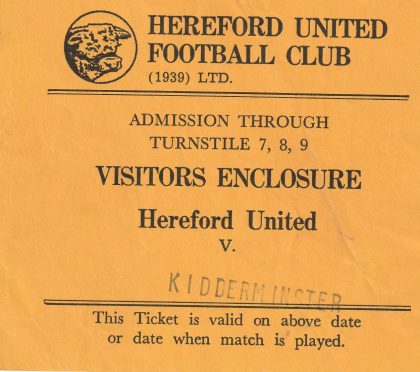 HEREFORD UNITED
FOOTBALL CLUB
(1939) LTD.
ADMISSION THROUGH
TURNSTILE 7, 8, 9
VISITORS ENCLOSURE
Hereford United
V.
KIDDERMINSTER
This Ticket is valid on above date
or date when match is played.